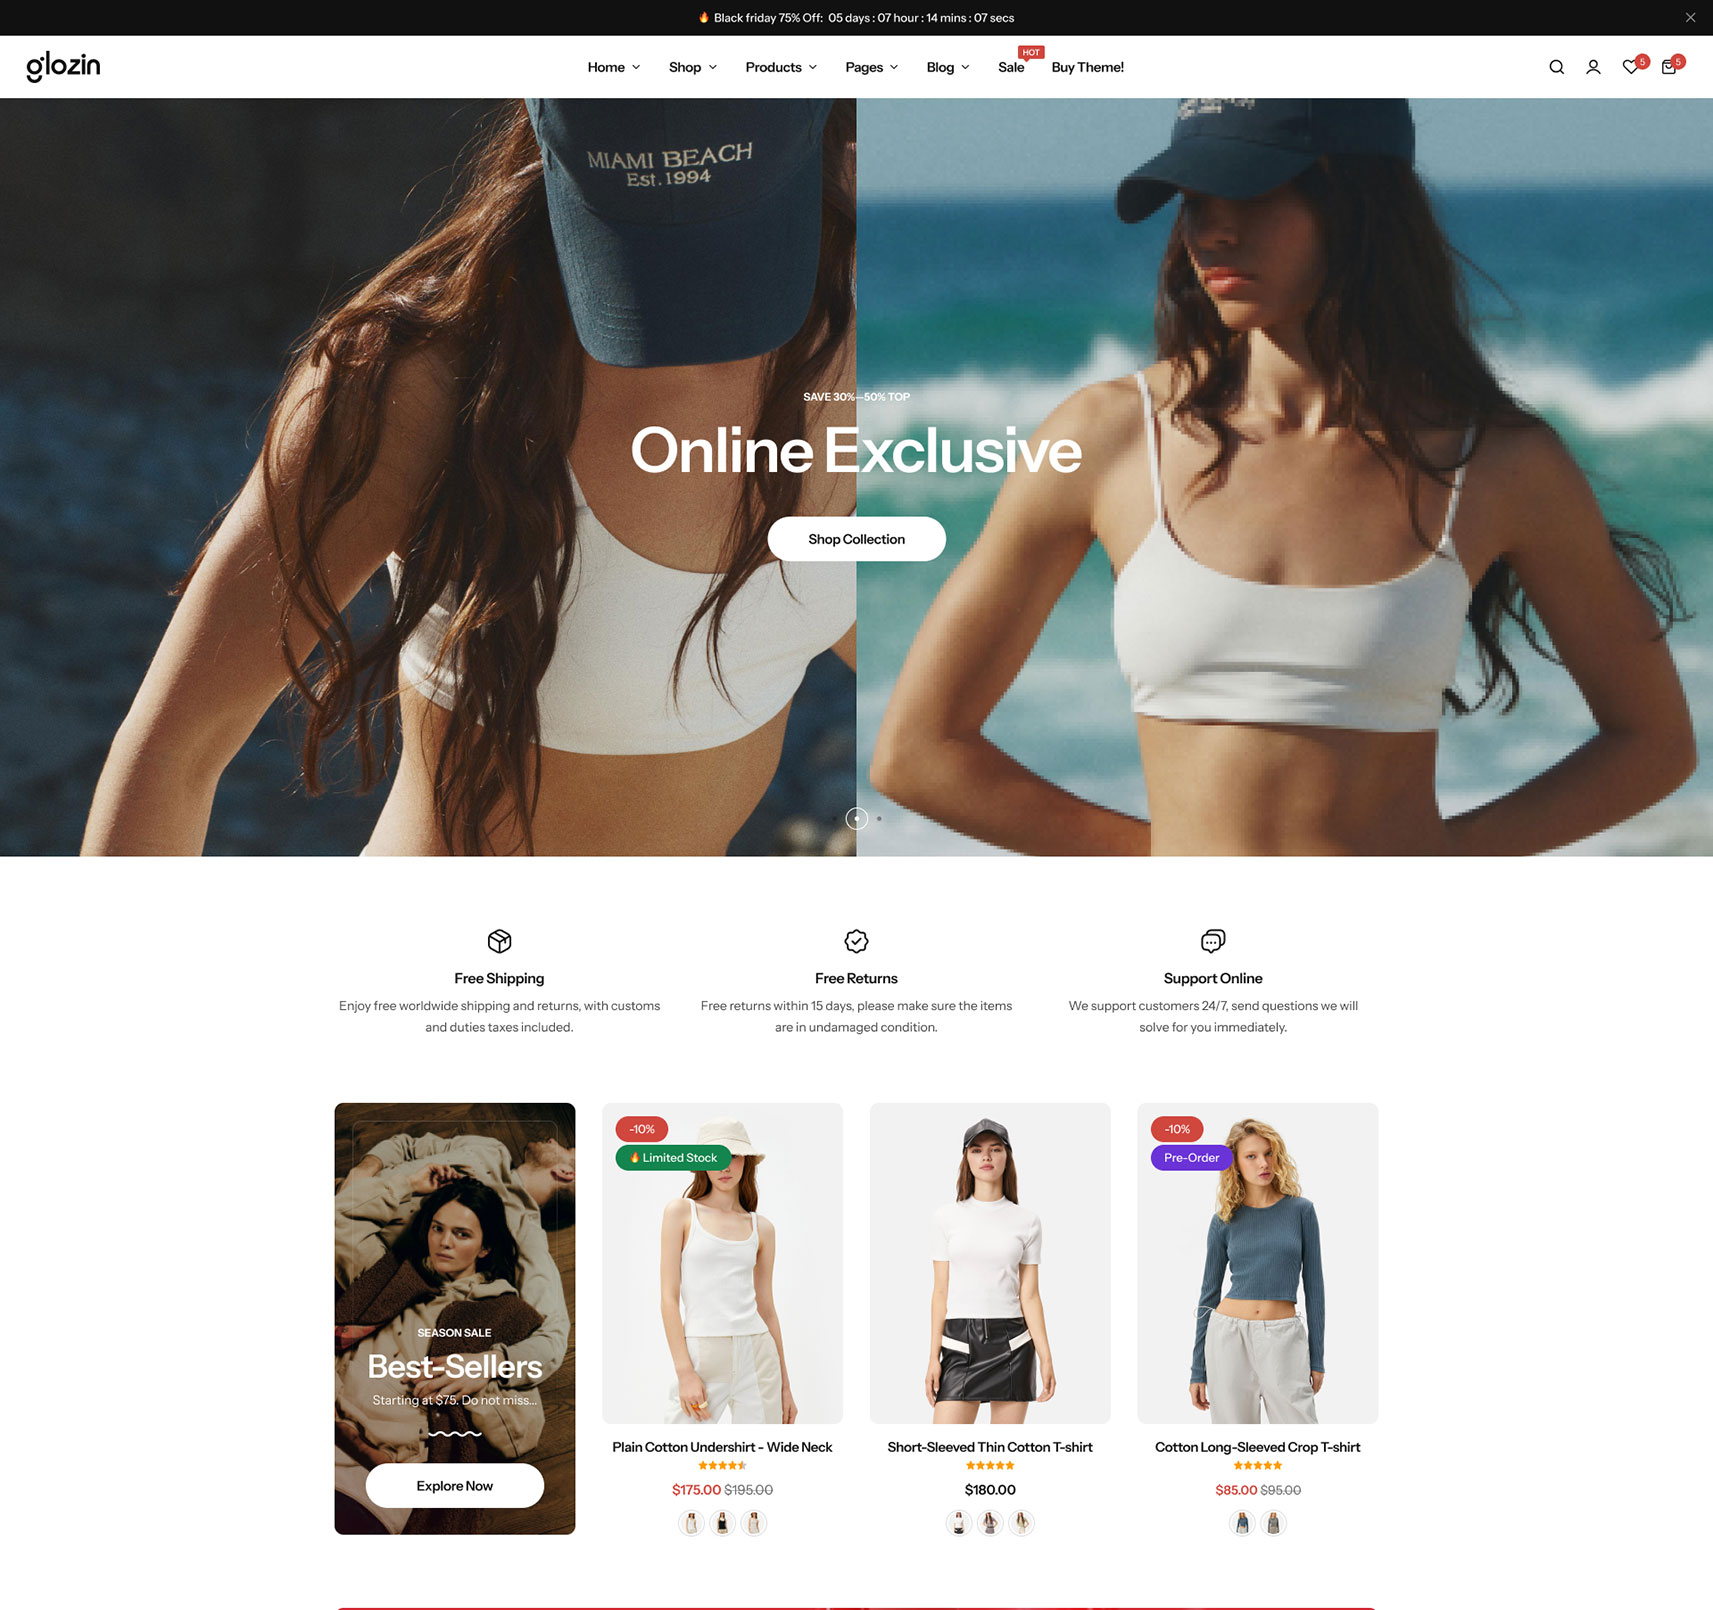 🔥 Black friday 75% Off: 05 days : 07 hour : 14 mins : 07 secs
glozin
Home Shop Products Pages Blog Sale HOT Buy Theme!
5 5
MIAMI BEACH
Est.1994
SAVE 30%—50% TOP
Online Exclusive
Shop Collection
Free Shipping
Enjoy free worldwide shipping and returns, with customs
and duties taxes included.
Free Returns
Free returns within 15 days, please make sure the items
are in undamaged condition.
Support Online
We support customers 24/7, send questions we will
solve for you immediately.
SEASON SALE
Best-Sellers
Starting at $75. Do not miss...
Explore Now
-10%
🔥 Limited Stock
Plain Cotton Undershirt - Wide Neck
$175.00 $195.00
Short-Sleeved Thin Cotton T-shirt
$180.00
-10%
Pre-Order
Cotton Long-Sleeved Crop T-shirt
$85.00 $95.00